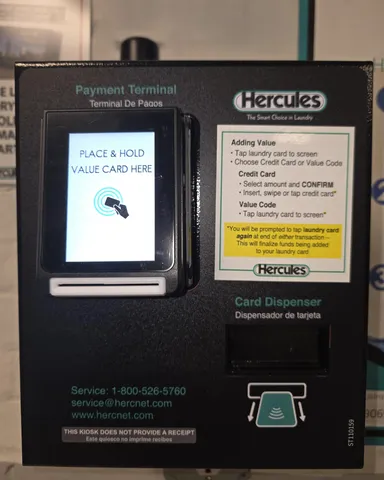 Payment Terminal
Terminal De Pagos
PLACE & HOLD
VALUE CARD HERE
Hercules
The Smart Choice in Laundry
Adding Value
• Tap laundry card to screen
• Choose Credit Card or Value Code
Credit Card
• Select amount and CONFIRM
• Insert, swipe or tap credit card*
Value Code
• Tap laundry card to screen*
*You will be prompted to tap laundry card
again at end of either transaction—
This will finalize funds being added
to your laundry card
Hercules
Card Dispenser
Dispensador de tarjeta
Service: 1-800-526-5760
service@hercnet.com
www.hercnet.com
THIS KIOSK DOES NOT PROVIDE A RECEIPT
Este quiosco no imprime recibos
ST110159